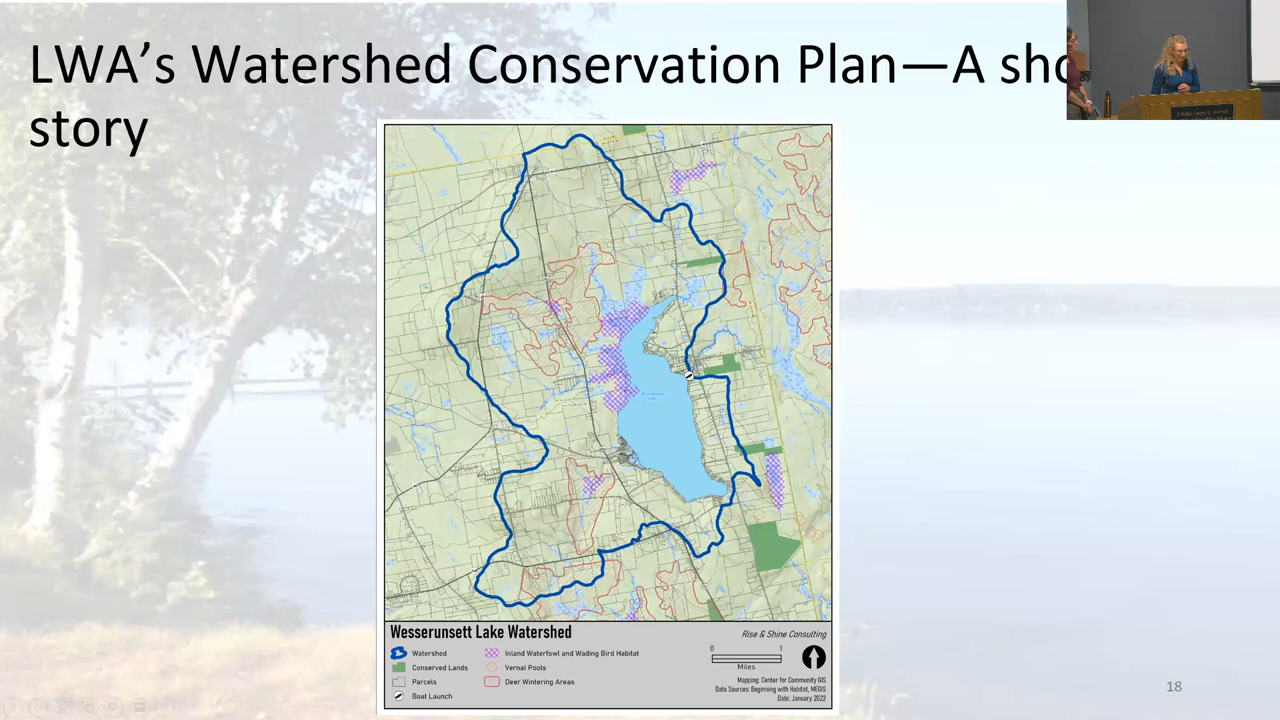 LWA's Watershed Conservation Plan—A sho
story
Wesserunsett Lake Watershed
Watershed
Conserved Lands
Parcels
Boat Launch
Inland Waterfowl and Wading Bird Habitat
Vernal Pools
Deer Wintering Areas
Rise & Shine Consulting
0 1
Miles
Mapping: Center for Community GIS
Data Sources: Beginning with Habitat, MEGIS
Date: January 2022
18